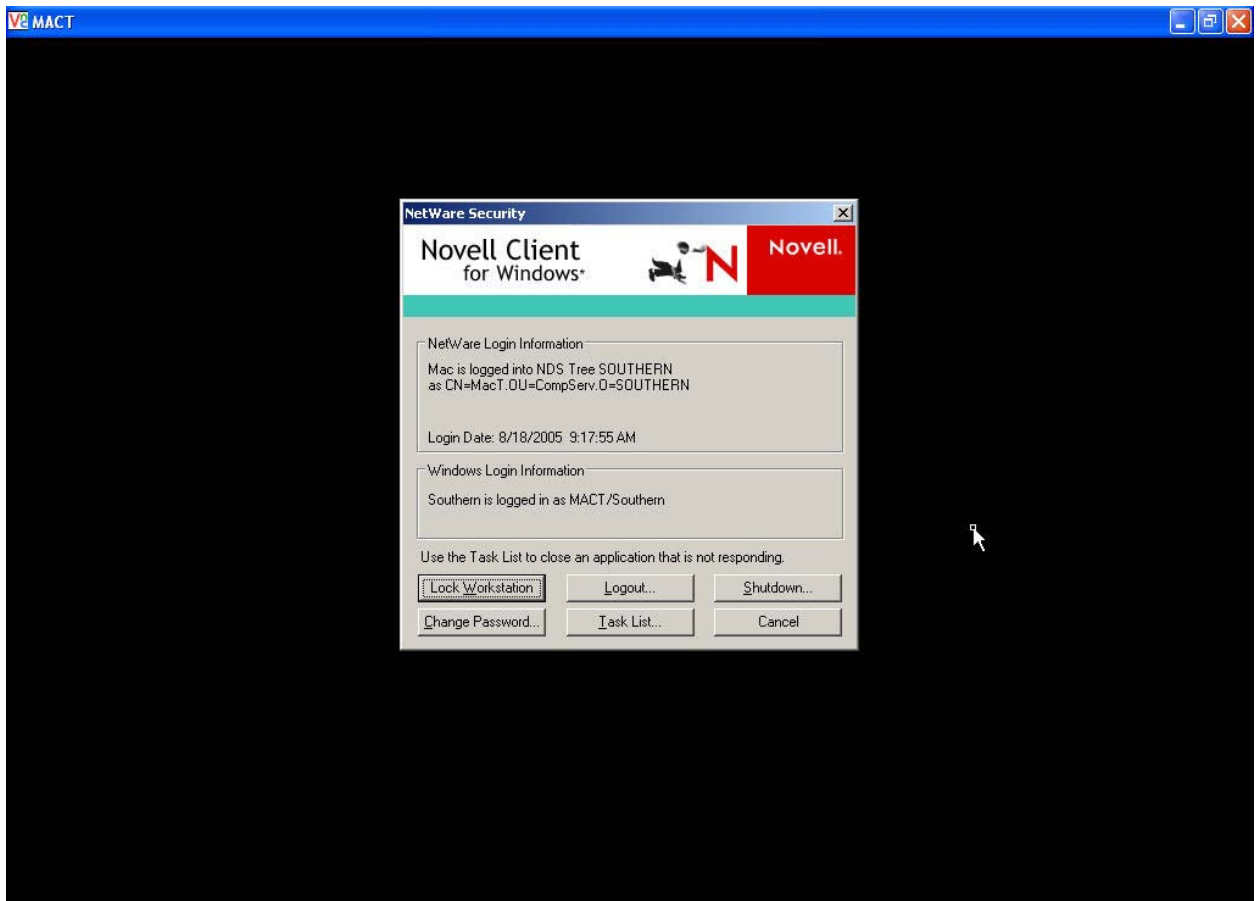 MACT
NetWare Security
Novell Client
for Windows*
N
Novell.
NetWare Login Information
Mac is logged into NDS Tree SOUTHERN
as CN=MacT.OU=CompServ.O=SOUTHERN
Login Date: 8/18/2005 9:17:55 AM
Windows Login Information
Southern is logged in as MACT/Southern
Use the Task List to close an application that is not responding.
Lock Workstation Logout... Shutdown...
Change Password... Task List... Cancel